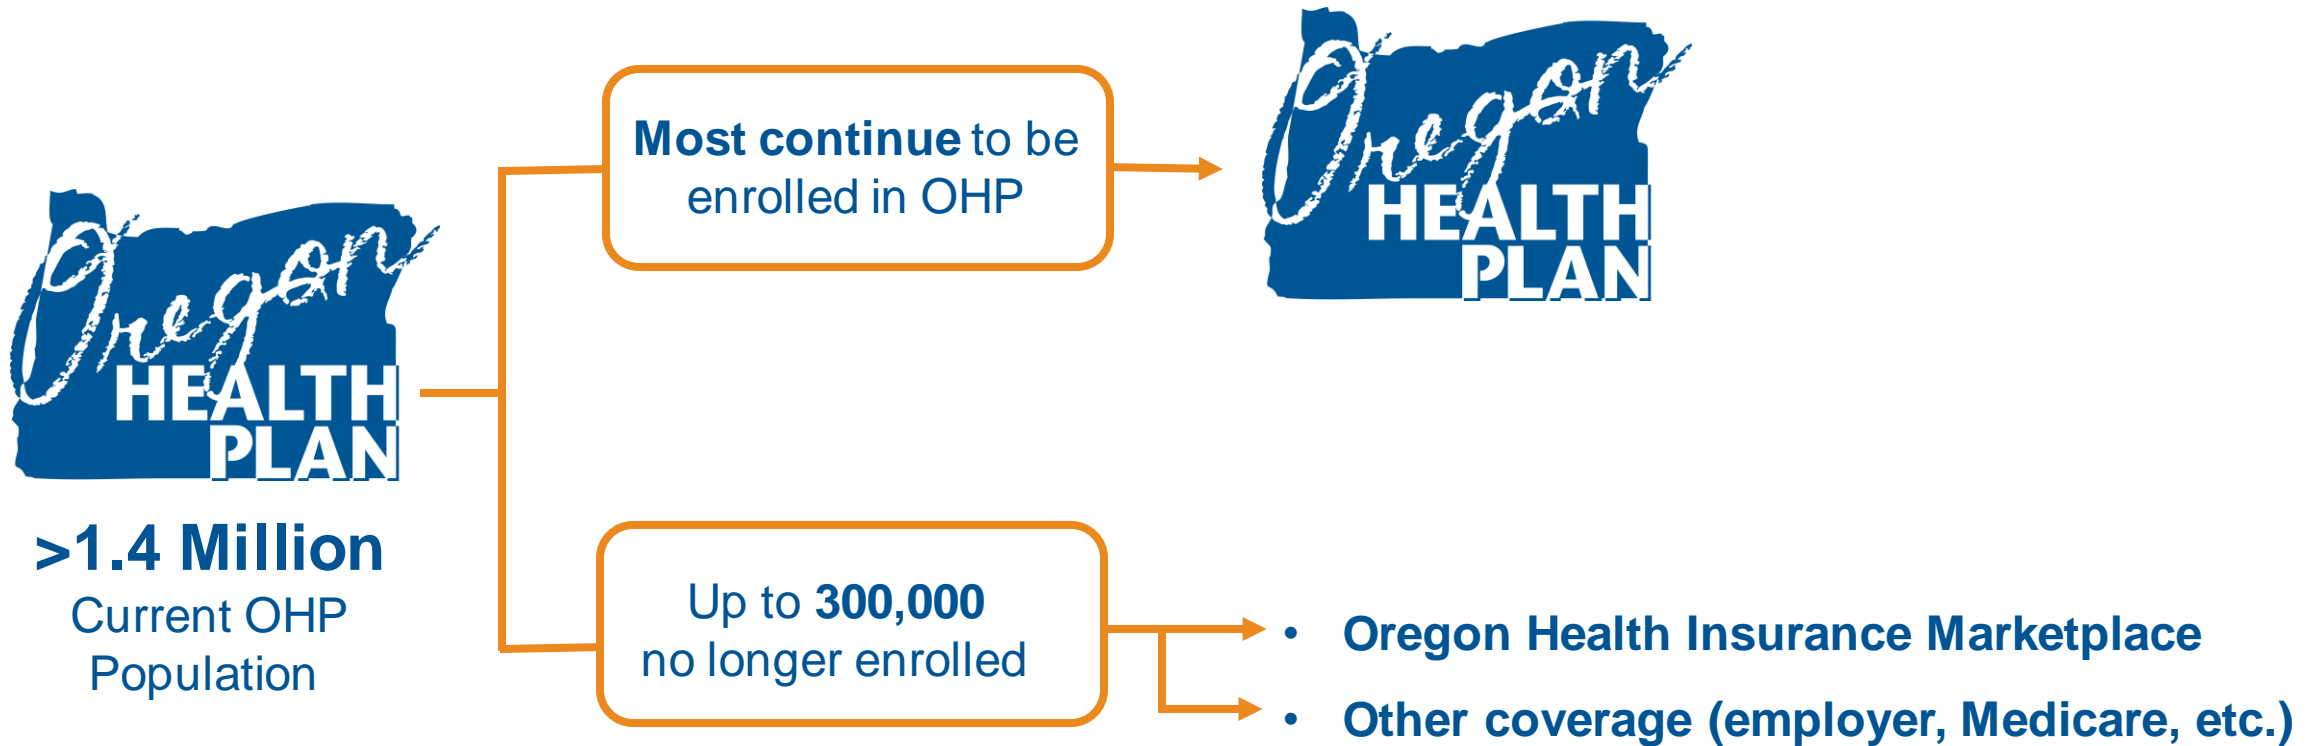 Oregon
HEALTH
PLAN
>1.4 Million
Current OHP
Population
Most continue to be
enrolled in OHP
Oregon
HEALTH
PLAN
Up to 300,000
no longer enrolled
• Oregon Health Insurance Marketplace
• Other coverage (employer, Medicare, etc.)